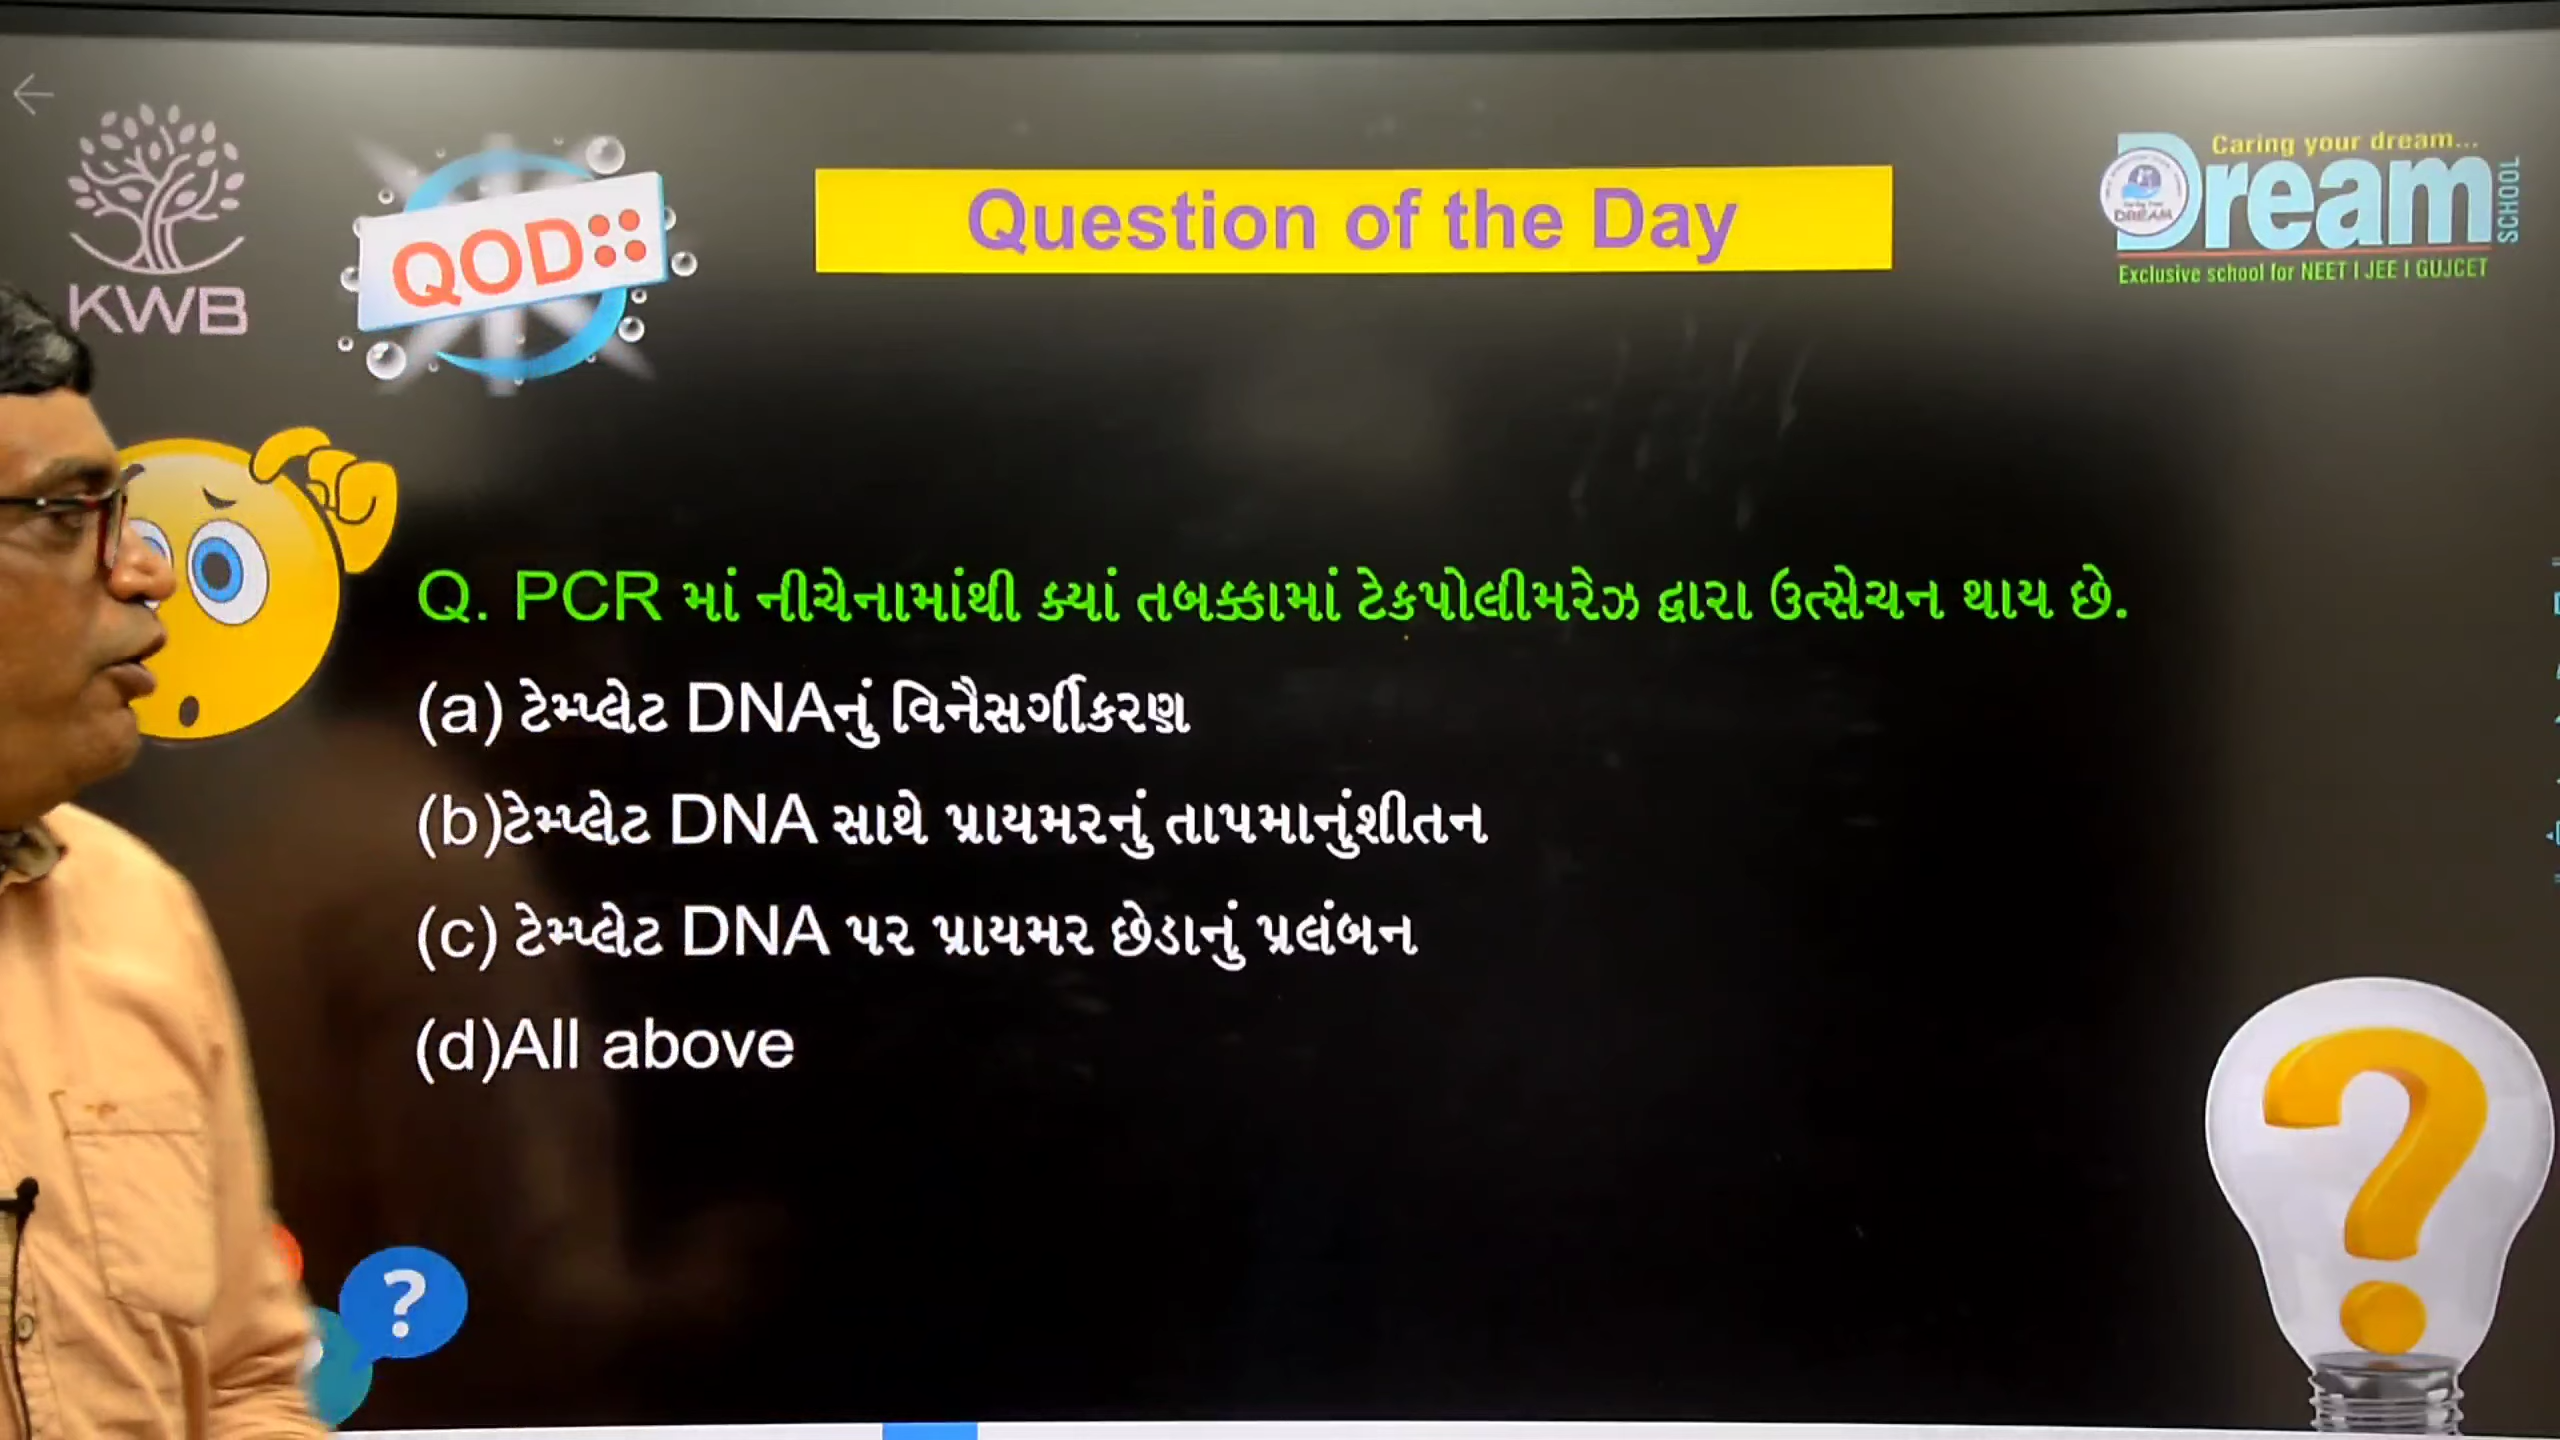 KWB
QOD
Question of the Day
Caring your dream...
Dream SCHOOL
DREAM
Exclusive school for NEET | JEE | GUJCET
Q. PCR માં નીચેનામાંથી ક્યાં તબક્કામાં ટેકપોલીમરેઝ દ્વારા ઉત્સેચન થાય છે.
(a) ટેમ્પ્લેટ DNAનું વિનૈસર્ગીકરણ
(b)ટેમ્પ્લેટ DNA સાથે પ્રાયમરનું તાપમાનુંશીતન
(c) ટેમ્પ્લેટ DNA પર પ્રાયમર છેડાનું પ્રલંબન
(d)All above
?
?